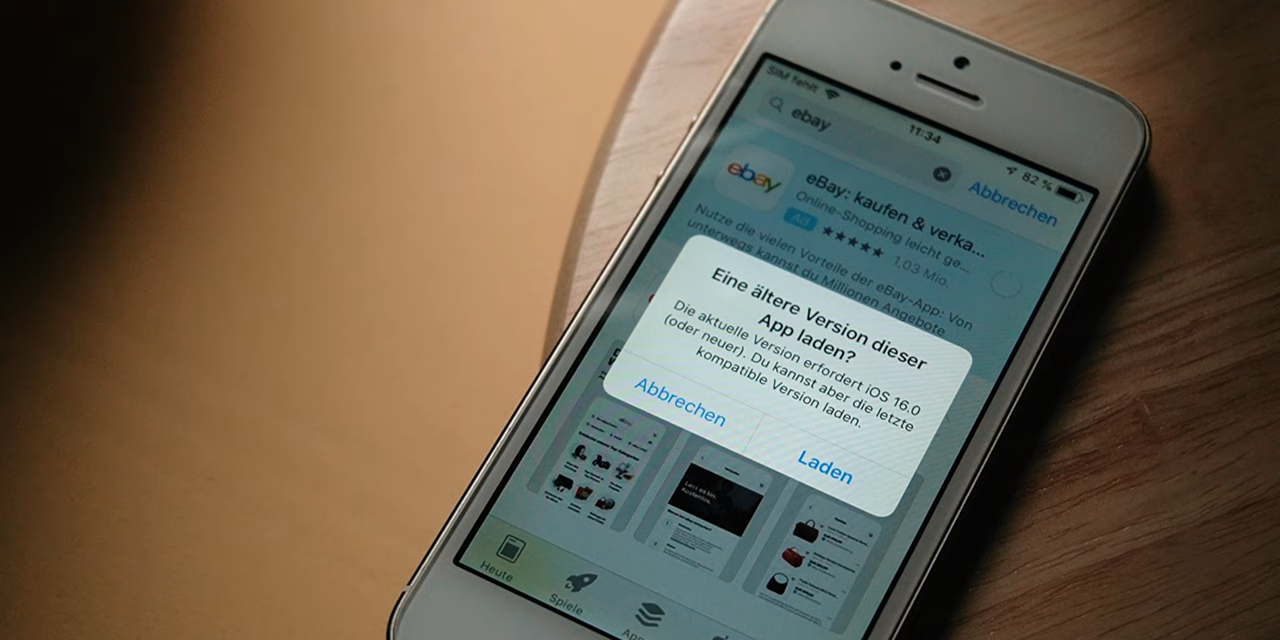 SIM fehlt
11:34
82 %
ebay
Abbrechen
ebay
eBay: kaufen & verka...
Online-Shopping leicht ge...
Ad ★★★★★ 1,03 Mio.
Nutze die vielen Vorteile der eBay-App: Von
unterwegs kannst du Millionen Angebote
Eine ältere Version dieser
App laden?
Die aktuelle Version erfordert iOS 16.0
(oder neuer). Du kannst aber die letzte
kompatible Version laden.
Abbrechen
Laden
Heute
Spiele